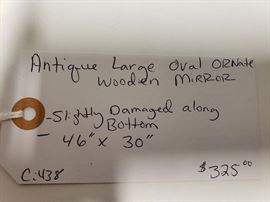 Antique Large Oval ORNate
Wooden MiRROR
-Slightly Damaged along
Bottom
- 46" x 30"
C:438
$325.00